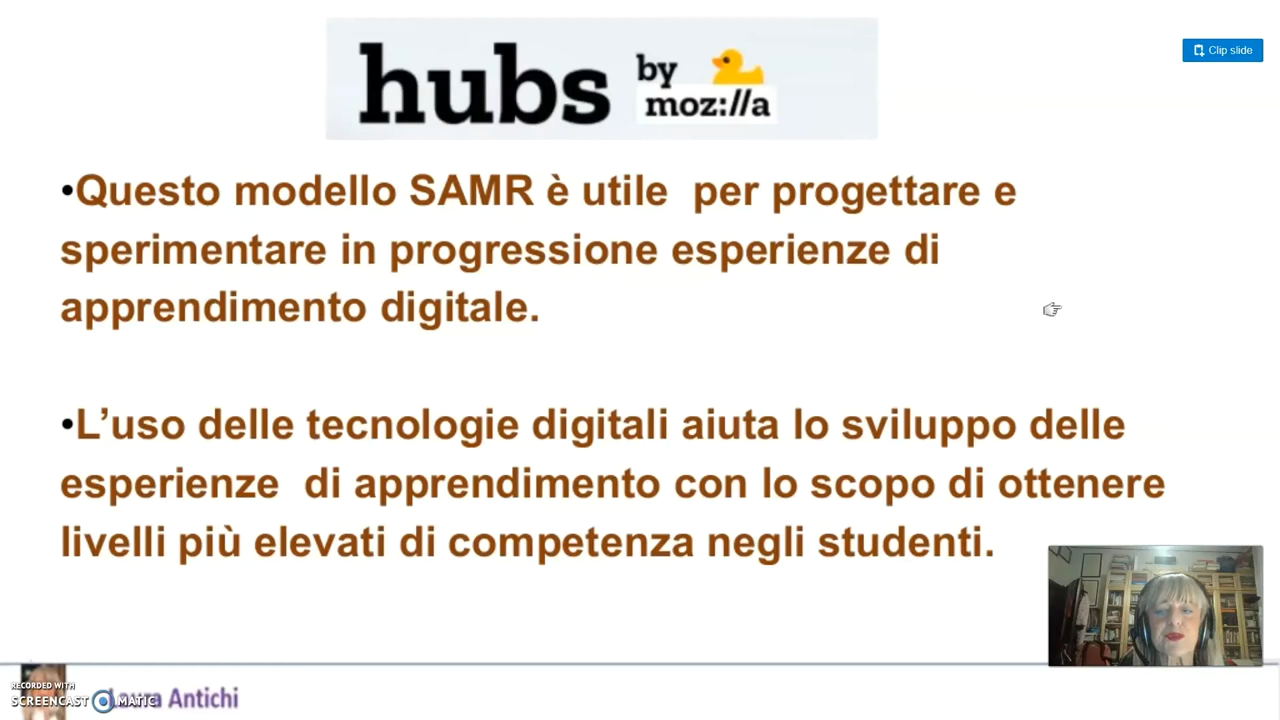 hubs by
moz://a
Clip slide
•Questo modello SAMR è utile  per progettare e
sperimentare in progressione esperienze di
apprendimento digitale.
•L’uso delle tecnologie digitali aiuta lo sviluppo delle
esperienze  di apprendimento con lo scopo di ottenere
livelli più elevati di competenza negli studenti.
RECORDED WITH
SCREENCAST MATIC
Laura Antichi